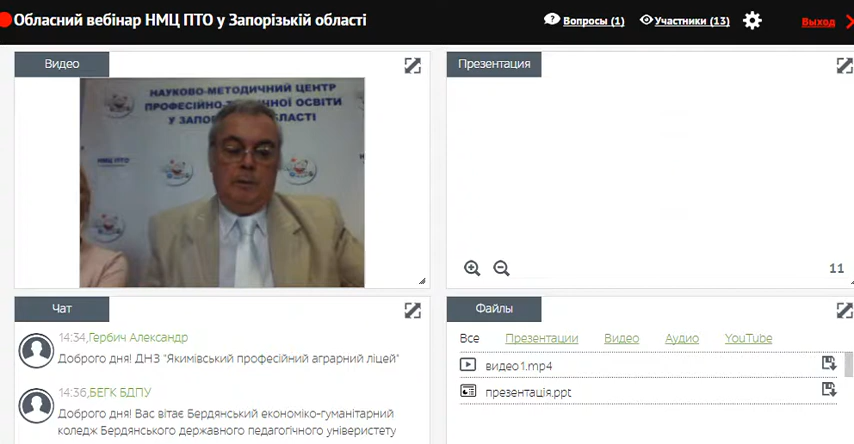 Обласний вебінар НМЦ ПТО у Запорізькій області
Вопросы (1)
Участники (13)
Выход
Видео
НАУКОВО-МЕТОДИЧНИЙ ЦЕНТР
ПРОФЕСІЙНО- ОСВІТИ
У ОБЛАСТІ
НМЦ ПТО
Презентация
11
Чат
14:34,Гербич Александр
Доброго дня! ДНЗ "Якимівський професійний аграрний ліцей"
14:36,БЕГК БДПУ
Доброго дня! Вас вітає Бердянський економіко-гуманітарний
коледж Бердянського державного педагогічного універистету
Файлы
Все Презентации Видео Аудио YouTube
видео1.mp4
презентація.ppt